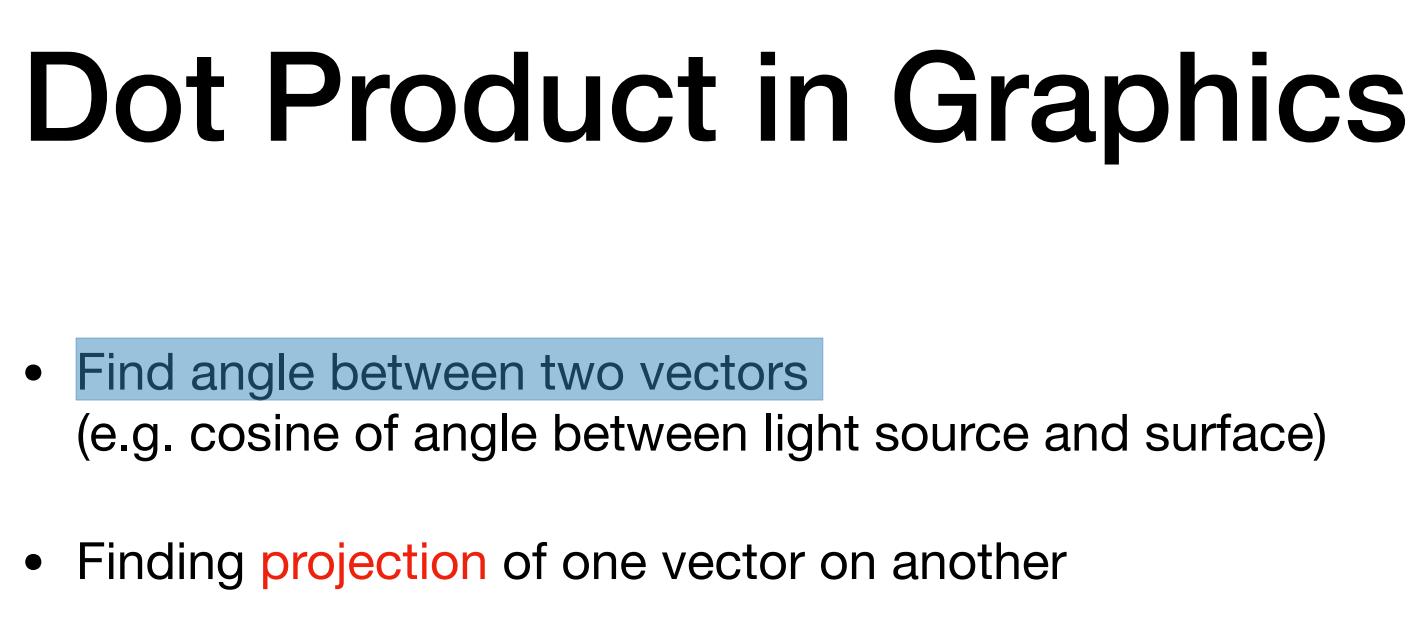 Dot Product in Graphics
• Find angle between two vectors
(e.g. cosine of angle between light source and surface)
• Finding projection of one vector on another